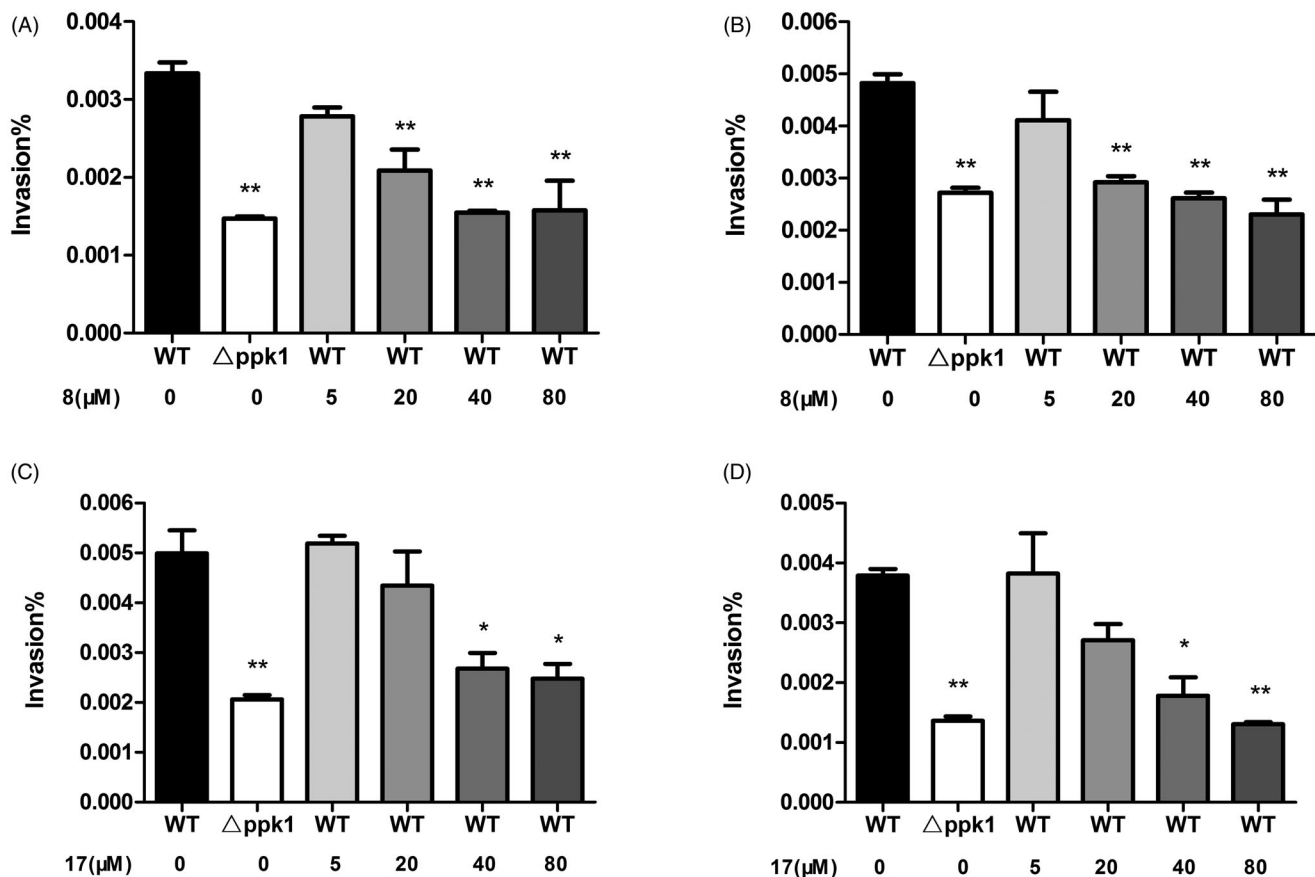 (A)
Invasion%
0.004
0.003
0.002
0.001
0.000
** ** ** **
WT △ppk1 WT WT WT WT
8(μM) 0 0 5 20 40 80
(B)
Invasion%
0.006
0.005
0.004
0.003
0.002
0.001
0.000
** ** ** **
WT △ppk1 WT WT WT WT
8(μM) 0 0 5 20 40 80
(C)
Invasion%
0.006
0.005
0.004
0.003
0.002
0.001
0.000
** * *
WT △ppk1 WT WT WT WT
17(μM) 0 0 5 20 40 80
(D)
Invasion%
0.005
0.004
0.003
0.002
0.001
0.000
** * **
WT △ppk1 WT WT WT WT
17(μM) 0 0 5 20 40 80